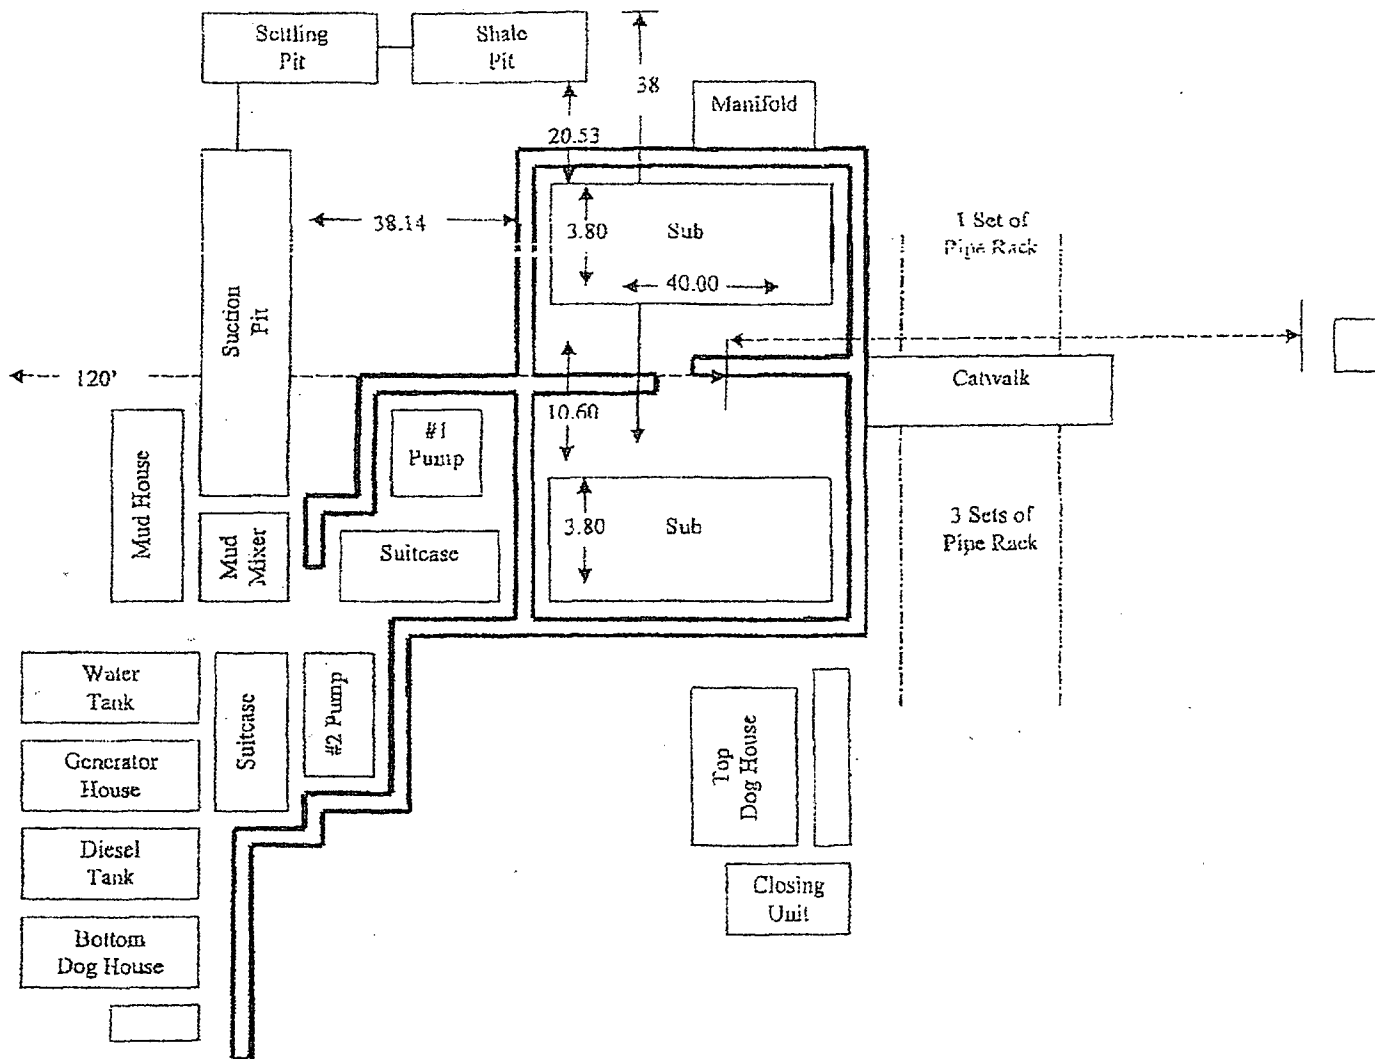 Settling
Pit
Shale
Pit
38
Manifold
20.53
38.14
3.80
Sub
40.00
1 Set of
Pipe Rack
Suction
Pit
120'
Catwalk
10.60
#1
Pump
Mud House
Mud
Mixer
Suitcase
3.80
Sub
3 Sets of
Pipe Rack
Water
Tank
Suitcase
#2 Pump
Generator
House
Top
Dog House
Diesel
Tank
Closing
Unit
Bottom
Dog House